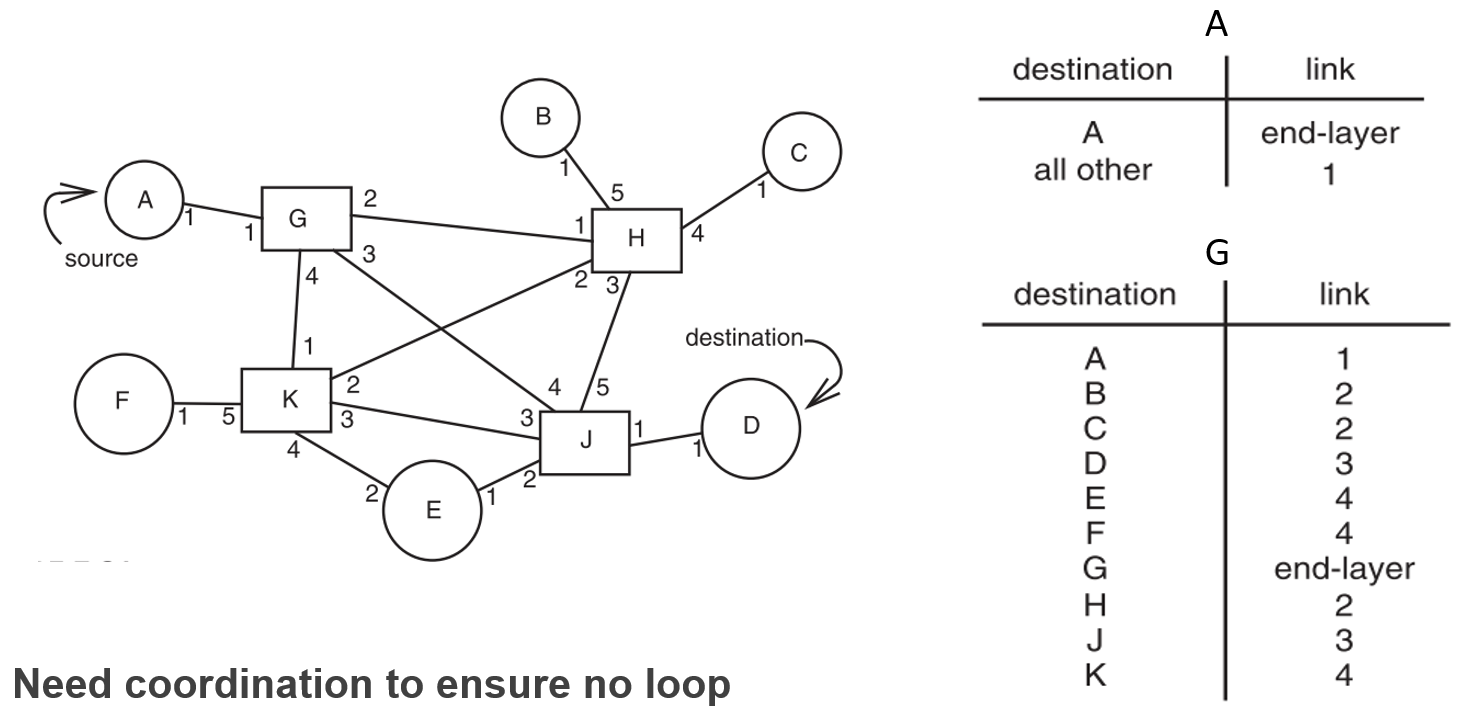 A
destination link
A end-layer
all other 1
G
destination link
A 1
B 2
C 2
D 3
E 4
F 4
G end-layer
H 2
J 3
K 4
B
1
C
1
5
A
1
source
1
G
2
3
4
1
H
4
2
3
destination
F
1
5
K
1
2
3
4
4
5
3
J
1
2
1
D
2
E
1
Need coordination to ensure no loop